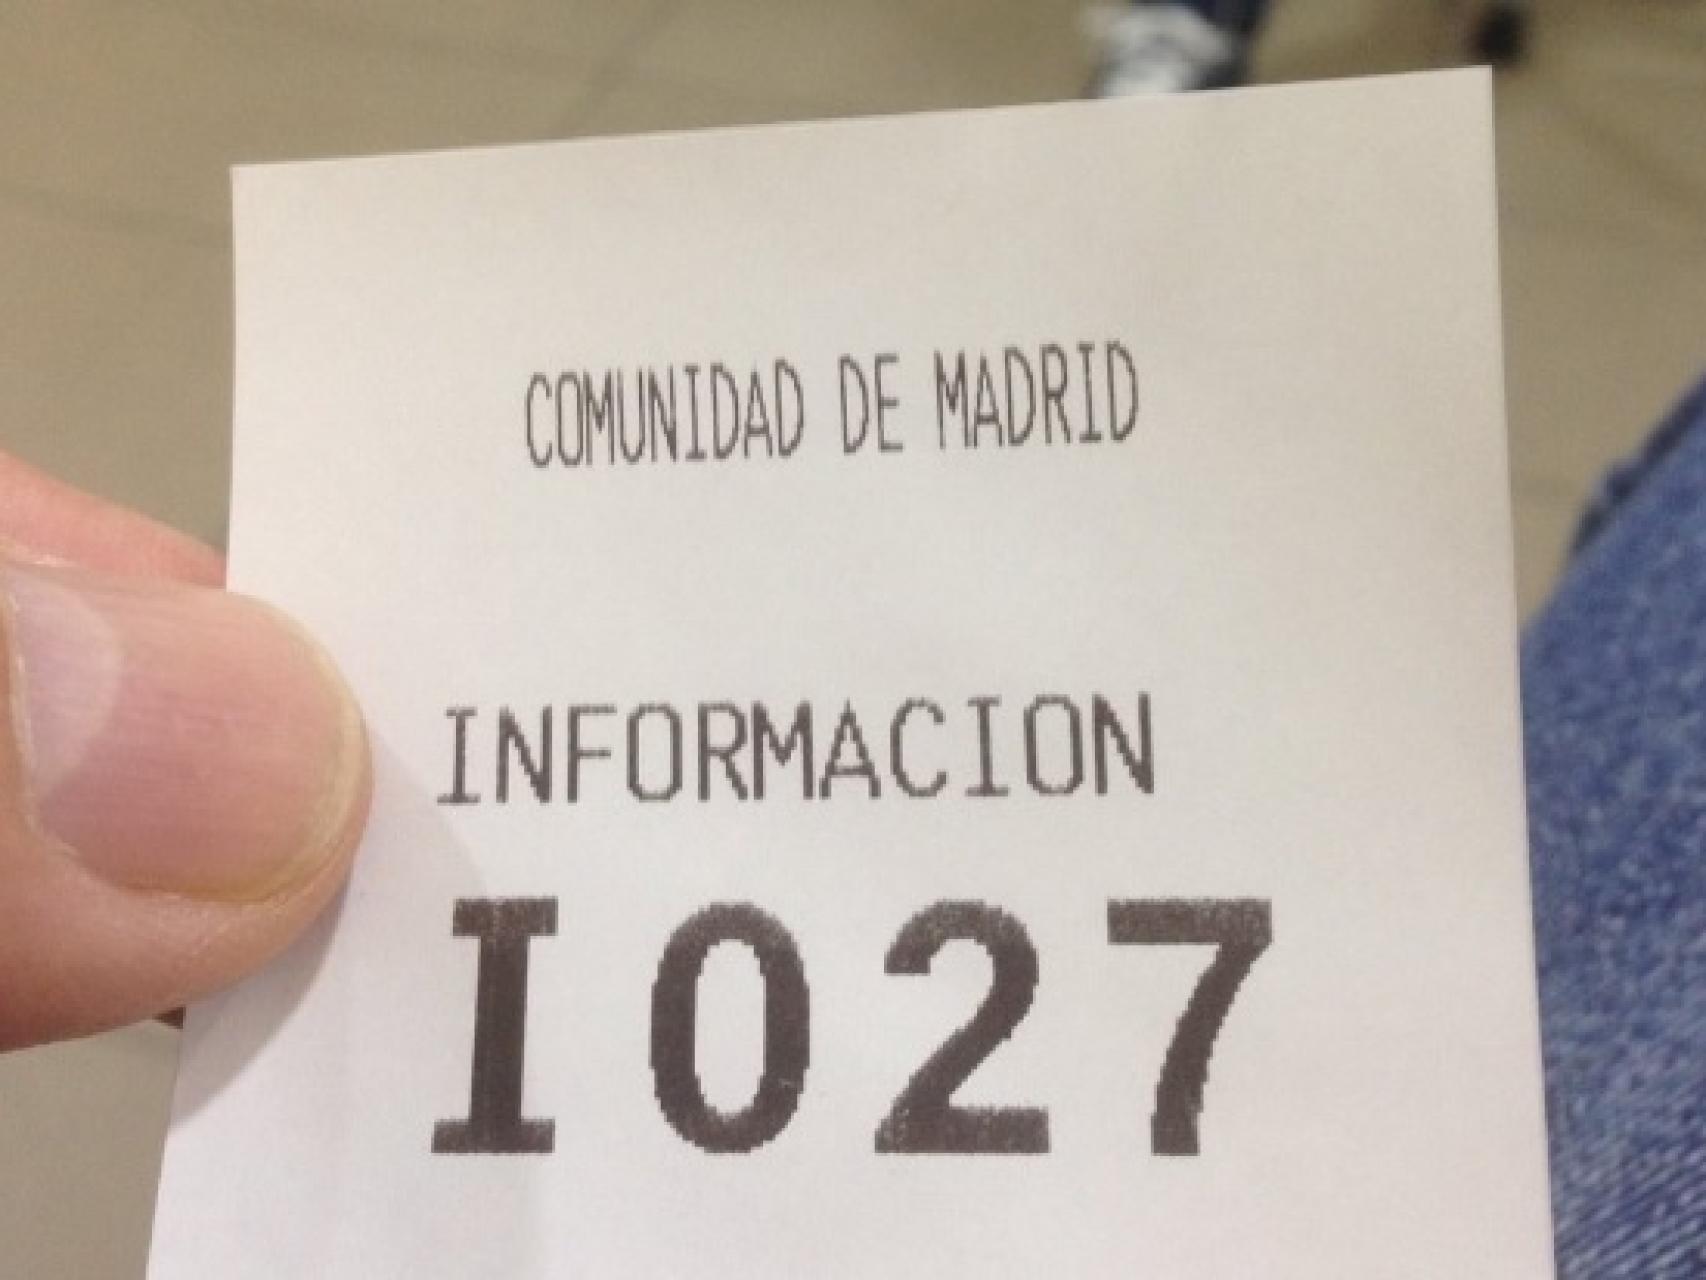 COMUNIDAD DE MADRID
INFORMACION
I027